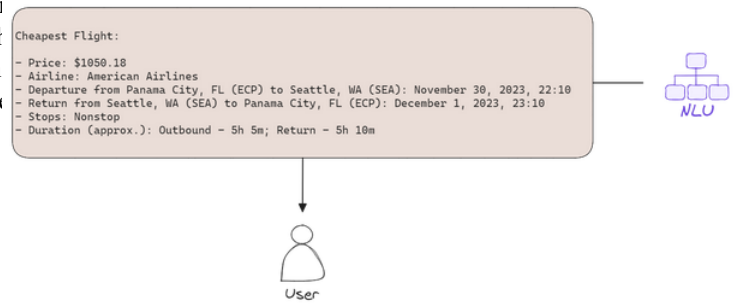 Cheapest Flight:
- Price: $1050.18
- Airline: American Airlines
- Departure from Panama City, FL (ECP) to Seattle, WA (SEA): November 30, 2023, 22:10
- Return from Seattle, WA (SEA) to Panama City, FL (ECP): December 1, 2023, 23:10
- Stops: Nonstop
- Duration (approx.): Outbound - 5h 5m; Return - 5h 10m
NLU
User